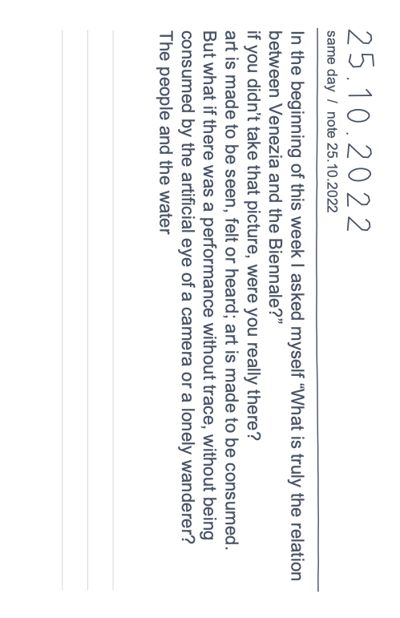 25.10.2022
same day / note 25.10.2022
In the beginning of this week I asked myself “What is truly the relation
between Venezia and the Biennale?”
if you didn't take that picture, were you really there?
art is made to be seen, felt or heard; art is made to be consumed.
But what if there was a performance without trace, without being
consumed by the artificial eye of a camera or a lonely wanderer?
The people and the water